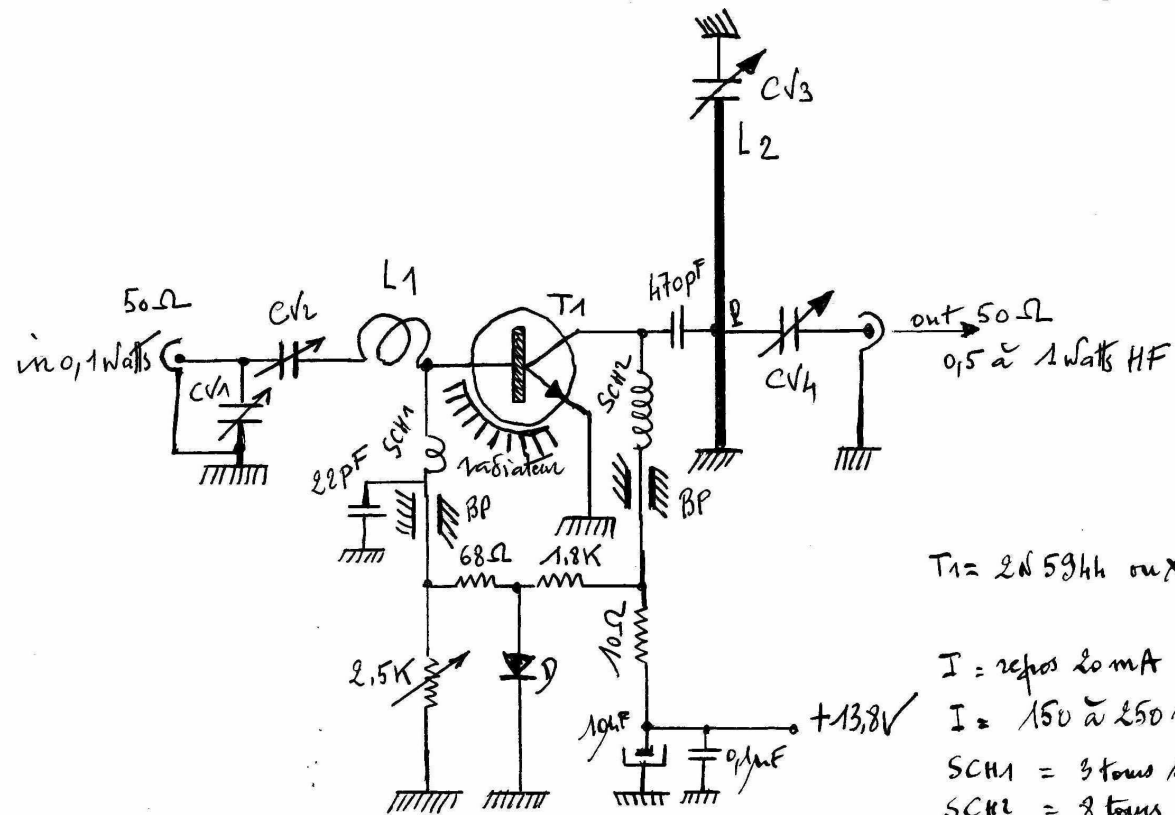 CV3
L2
L1
T1
470pF
50Ω
CV2
in 0,1 Watts
CV1
P
out 50Ω
0,5 à 1 Watts HF
CV4
SCH1
SCH2
radiateur
22pF
BP
BP
68Ω
1,8K
T1 = 2N5944 ou
10Ω
2,5K
D
I = repos 20mA
10µF
+13,8V
I = 150 à 250
0,1µF
SCH1 = 3 tours
SCH2 = 8 tours